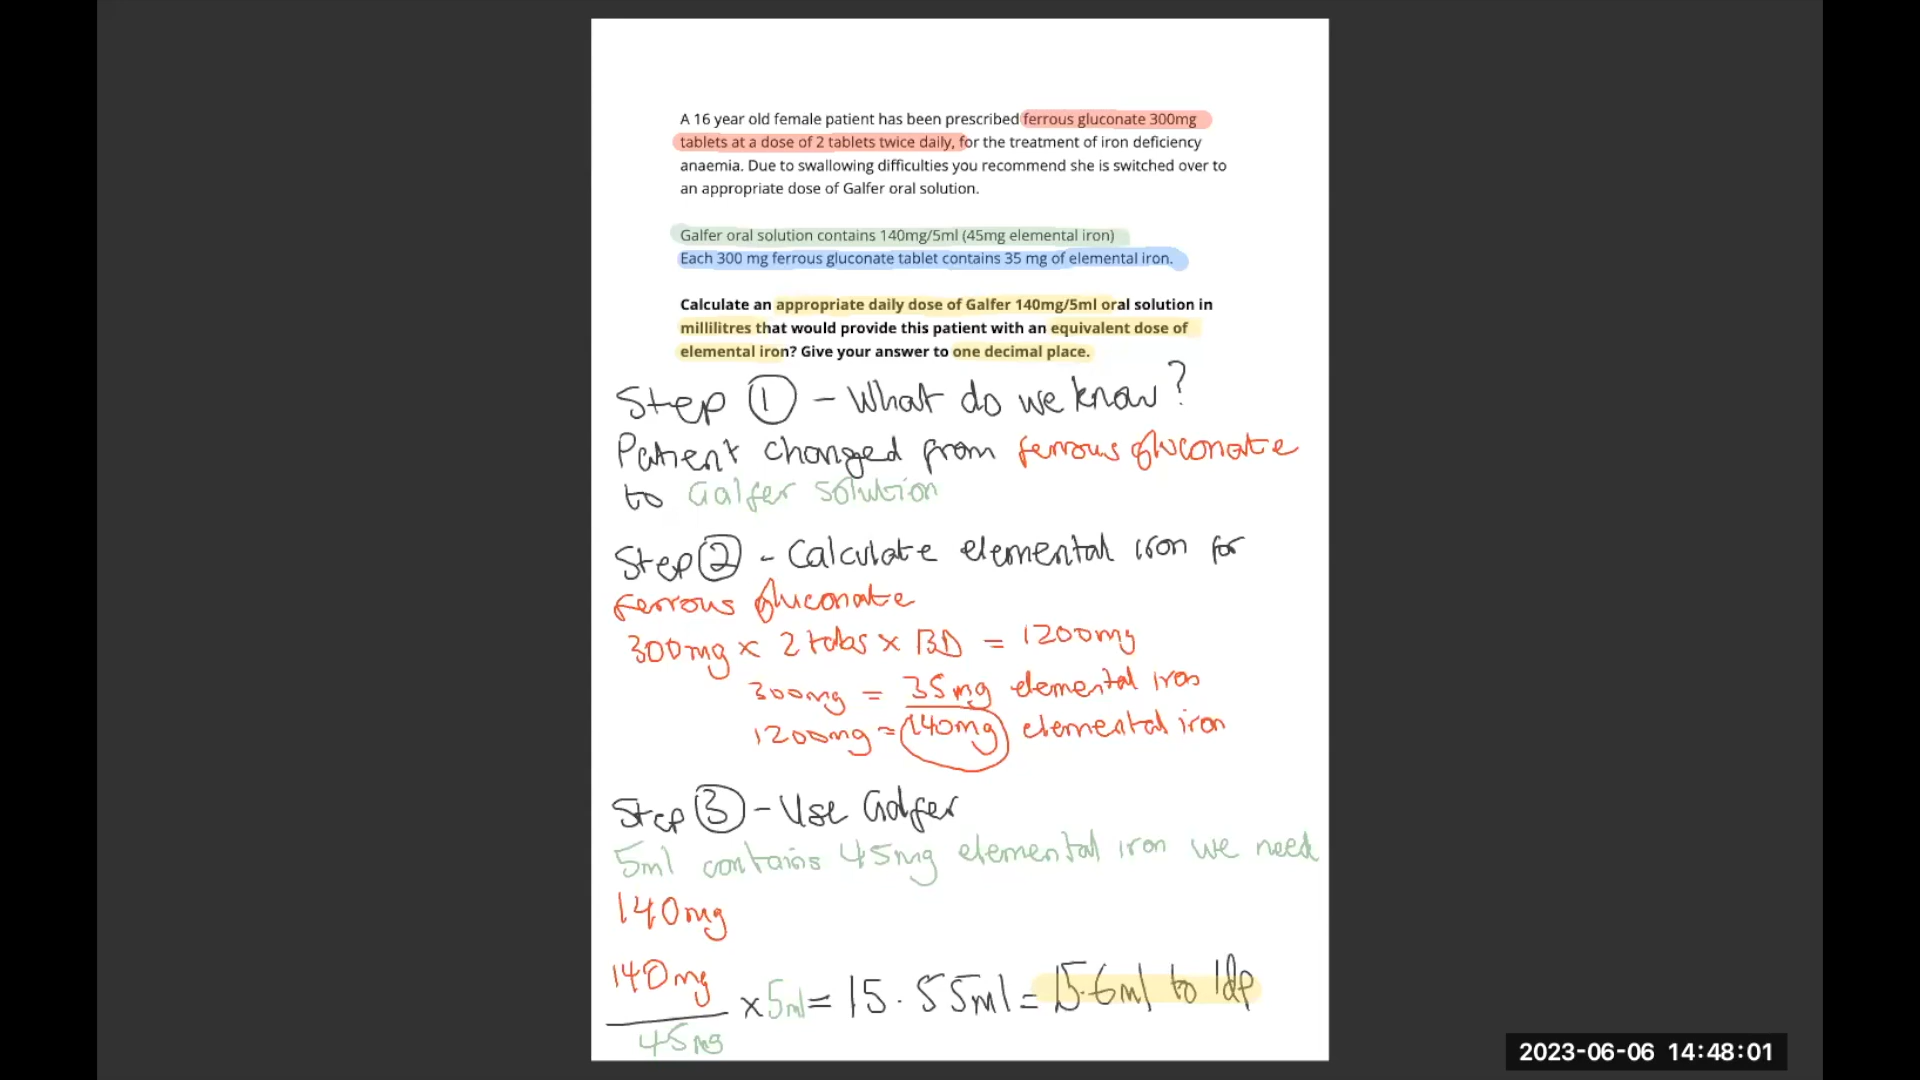 A 16 year old female patient has been prescribed ferrous gluconate 300mg
tablets at a dose of 2 tablets twice daily, for the treatment of iron deficiency
anaemia. Due to swallowing difficulties you recommend she is switched over to
an appropriate dose of Galfer oral solution.
Galfer oral solution contains 140mg/5ml (45mg elemental iron)
Each 300 mg ferrous gluconate tablet contains 35 mg of elemental iron.
Calculate an appropriate daily dose of Galfer 140mg/5ml oral solution in
millilitres that would provide this patient with an equivalent dose of
elemental iron? Give your answer to one decimal place.
Step 1 - What do we know?
Patient changed from ferrous gluconate
to Galfer solution
Step 2 - Calculate elemental iron for
ferrous gluconate
300mg x 2 tabs x BD = 1200mg
300mg = 35mg elemental iron
1200mg = 140mg elemental iron
Step 3 - Use Galfer
5ml contains 45mg elemental iron we need
140mg
140mg
x 5ml = 15.55ml = 15.6ml to 1dp
45mg
2023-06-06 14:48:01